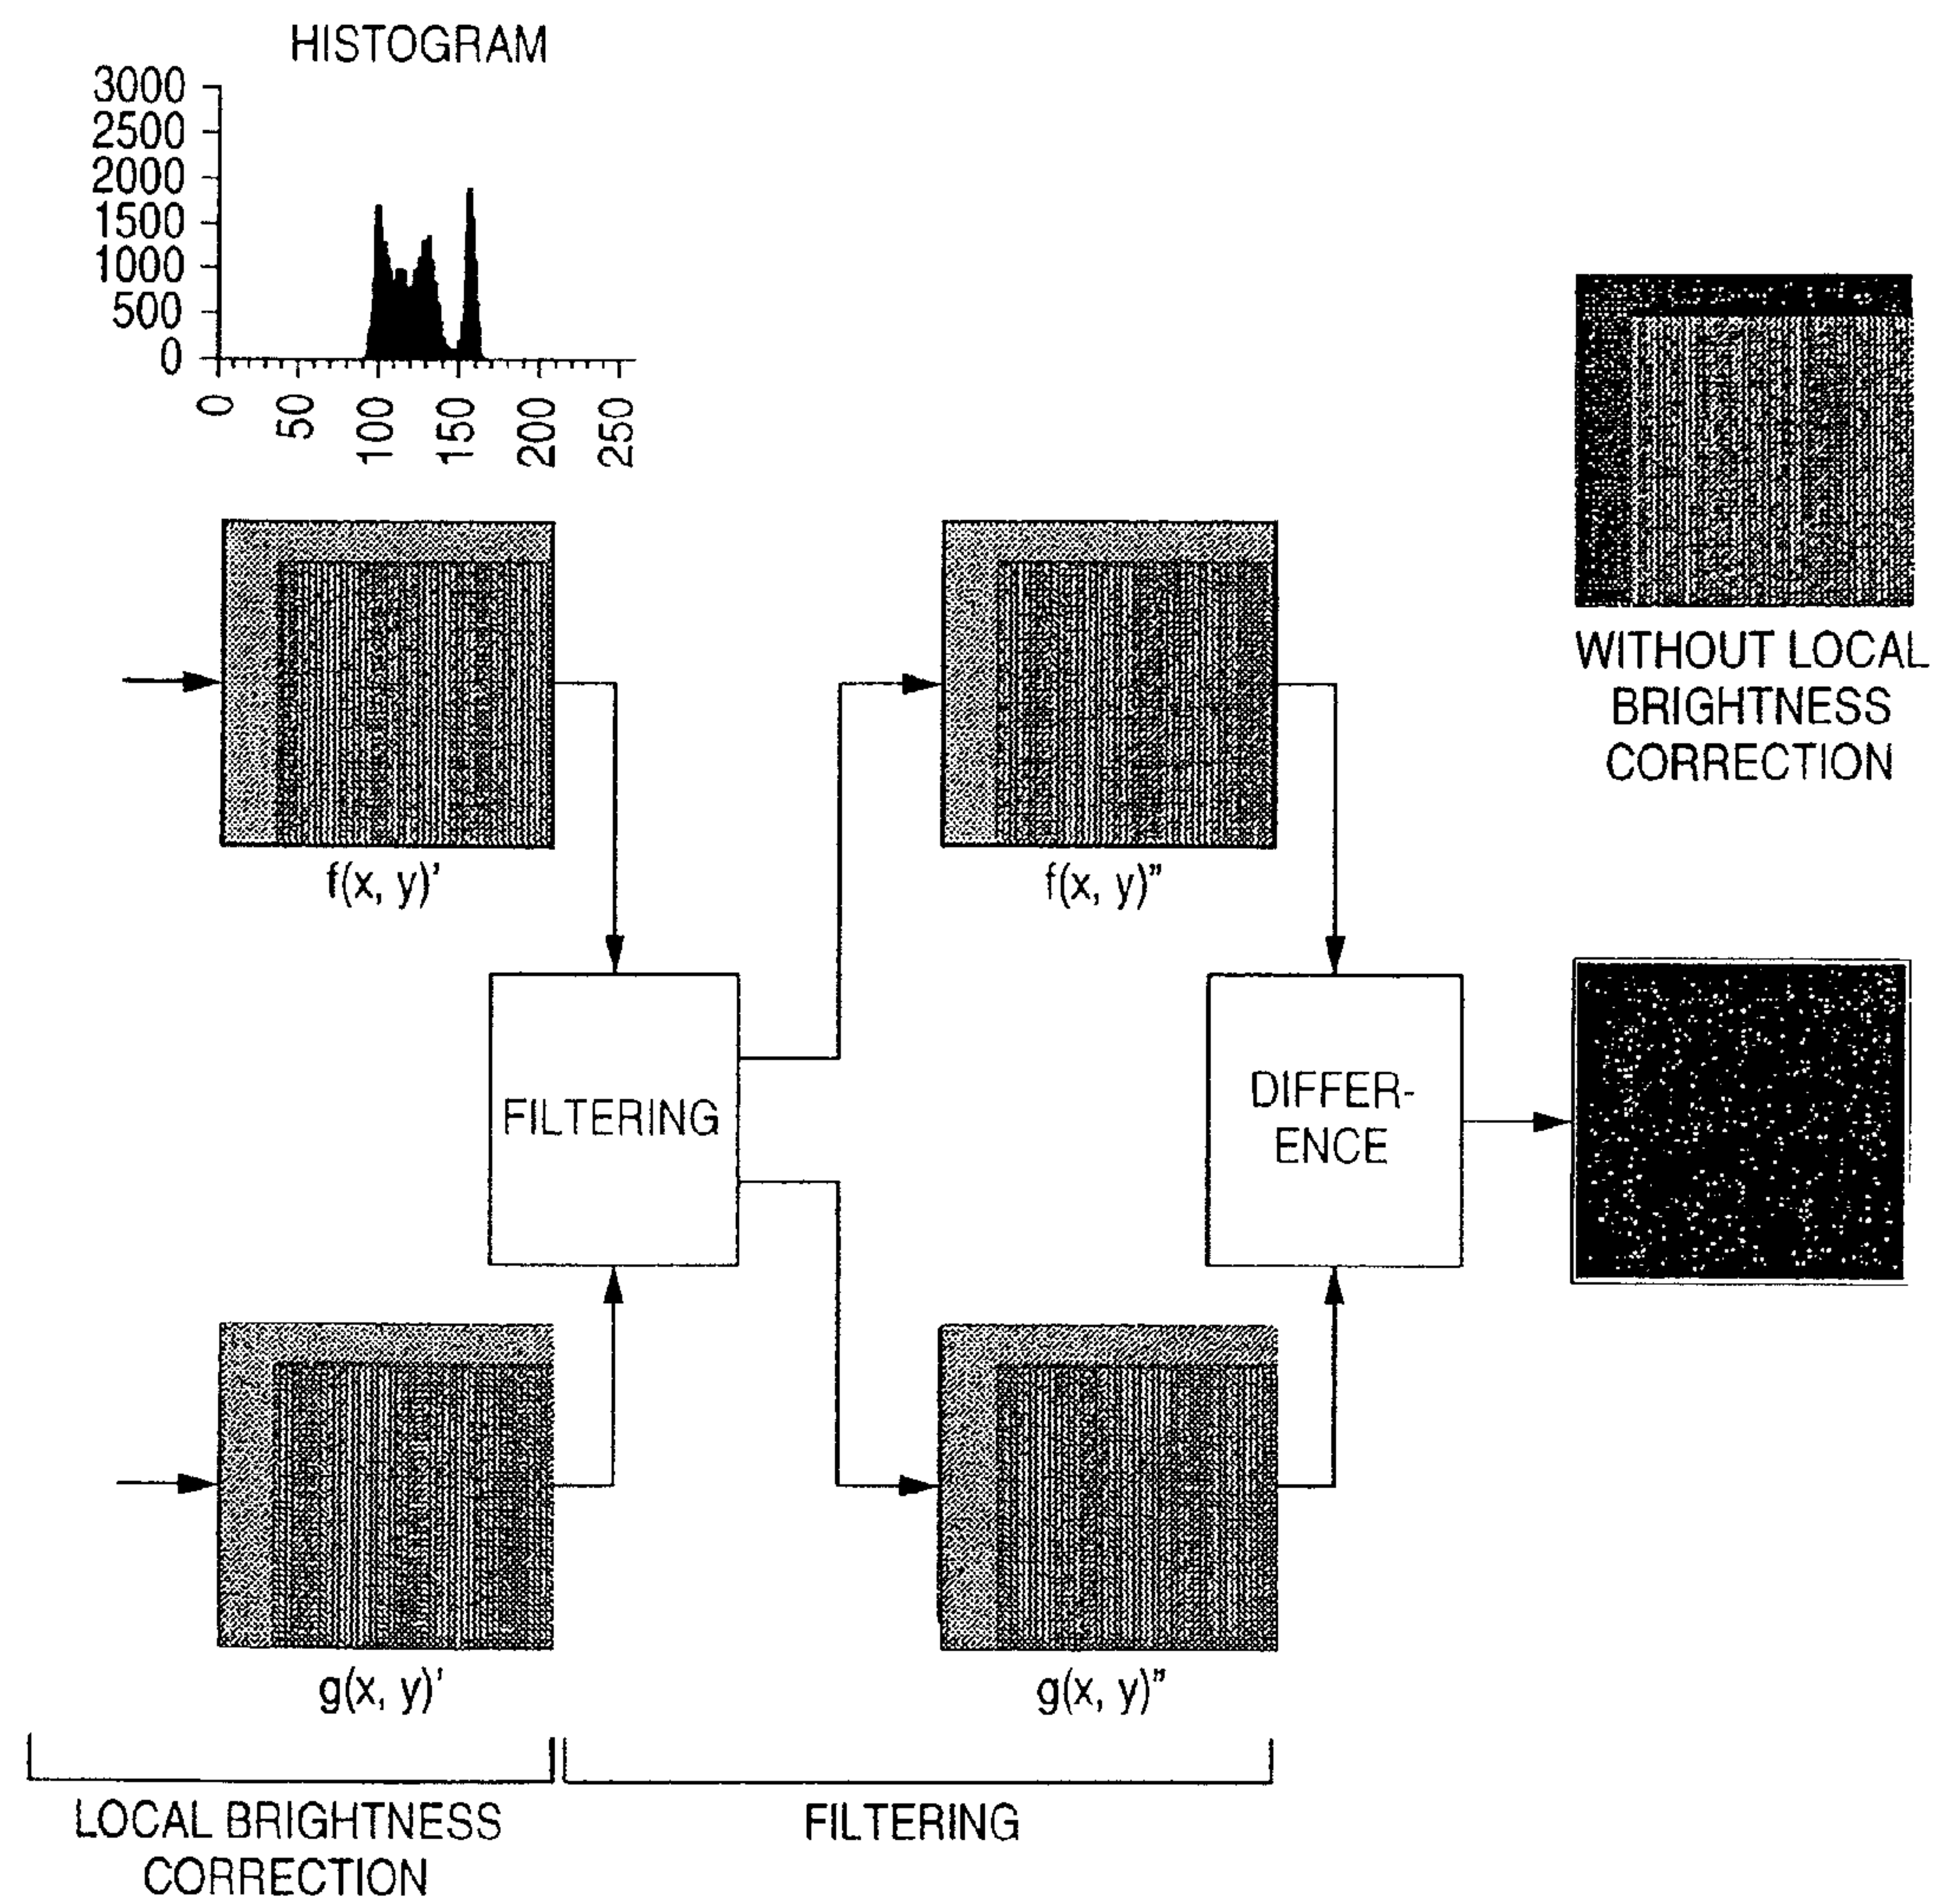 HISTOGRAM
3000
2500
2000
1500
1000
500
0
0
50
100
150
200
250
WITHOUT LOCAL
BRIGHTNESS
CORRECTION
f(x, y)'
f(x, y)"
FILTERING
DIFFER-
ENCE
g(x, y)'
g(x, y)"
LOCAL BRIGHTNESS
CORRECTION
FILTERING